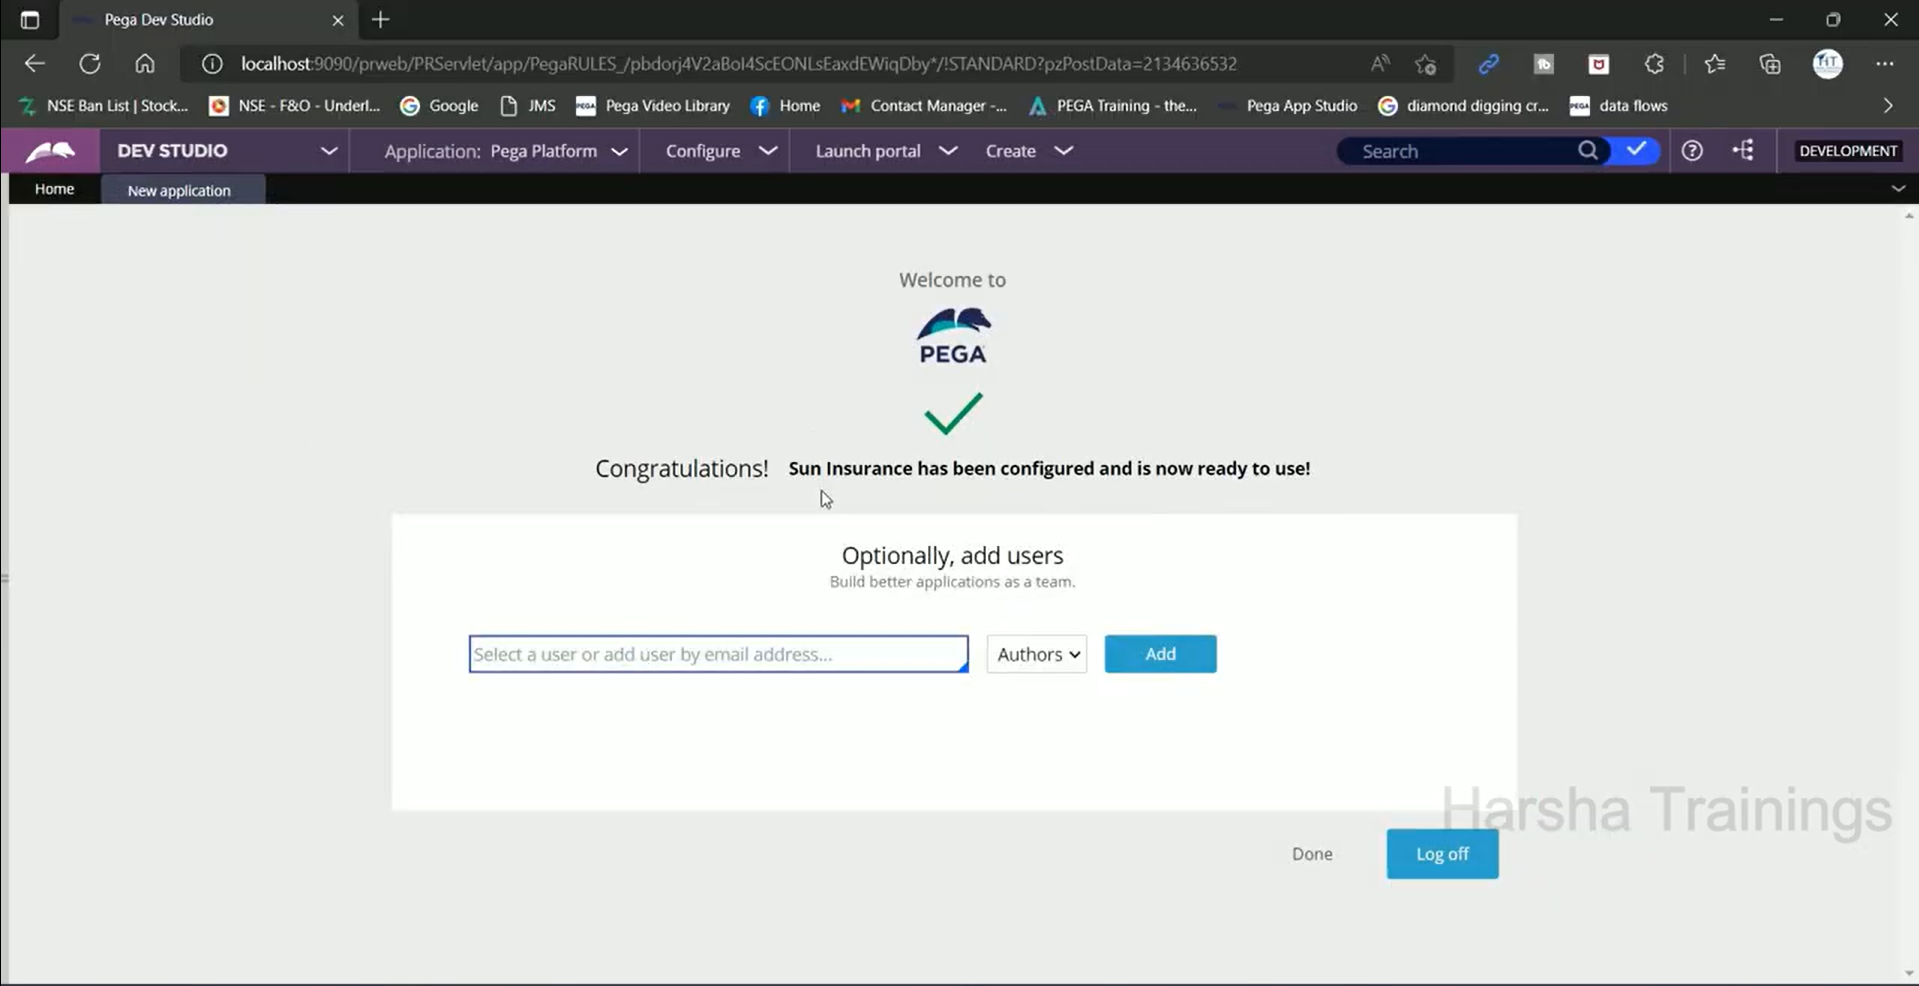 Pega Dev Studio
localhost:9090/prweb/PRServlet/app/PegaRULES_/pbdorj4V2aBoI4ScEONLsEaxdEWiqDby*/!STANDARD?pzPostData=2134636532
NSE Ban List | Stock... NSE - F&O - Underl... Google JMS Pega Video Library Home Contact Manager -... PEGA Training - the... Pega App Studio diamond digging cr... data flows
DEV STUDIO Application: Pega Platform Configure Launch portal Create Search DEVELOPMENT
Home New application
Welcome to
PEGA
Congratulations! Sun Insurance has been configured and is now ready to use!
Optionally, add users
Build better applications as a team.
Select a user or add user by email address... Authors Add
Harsha Trainings
Done Log off